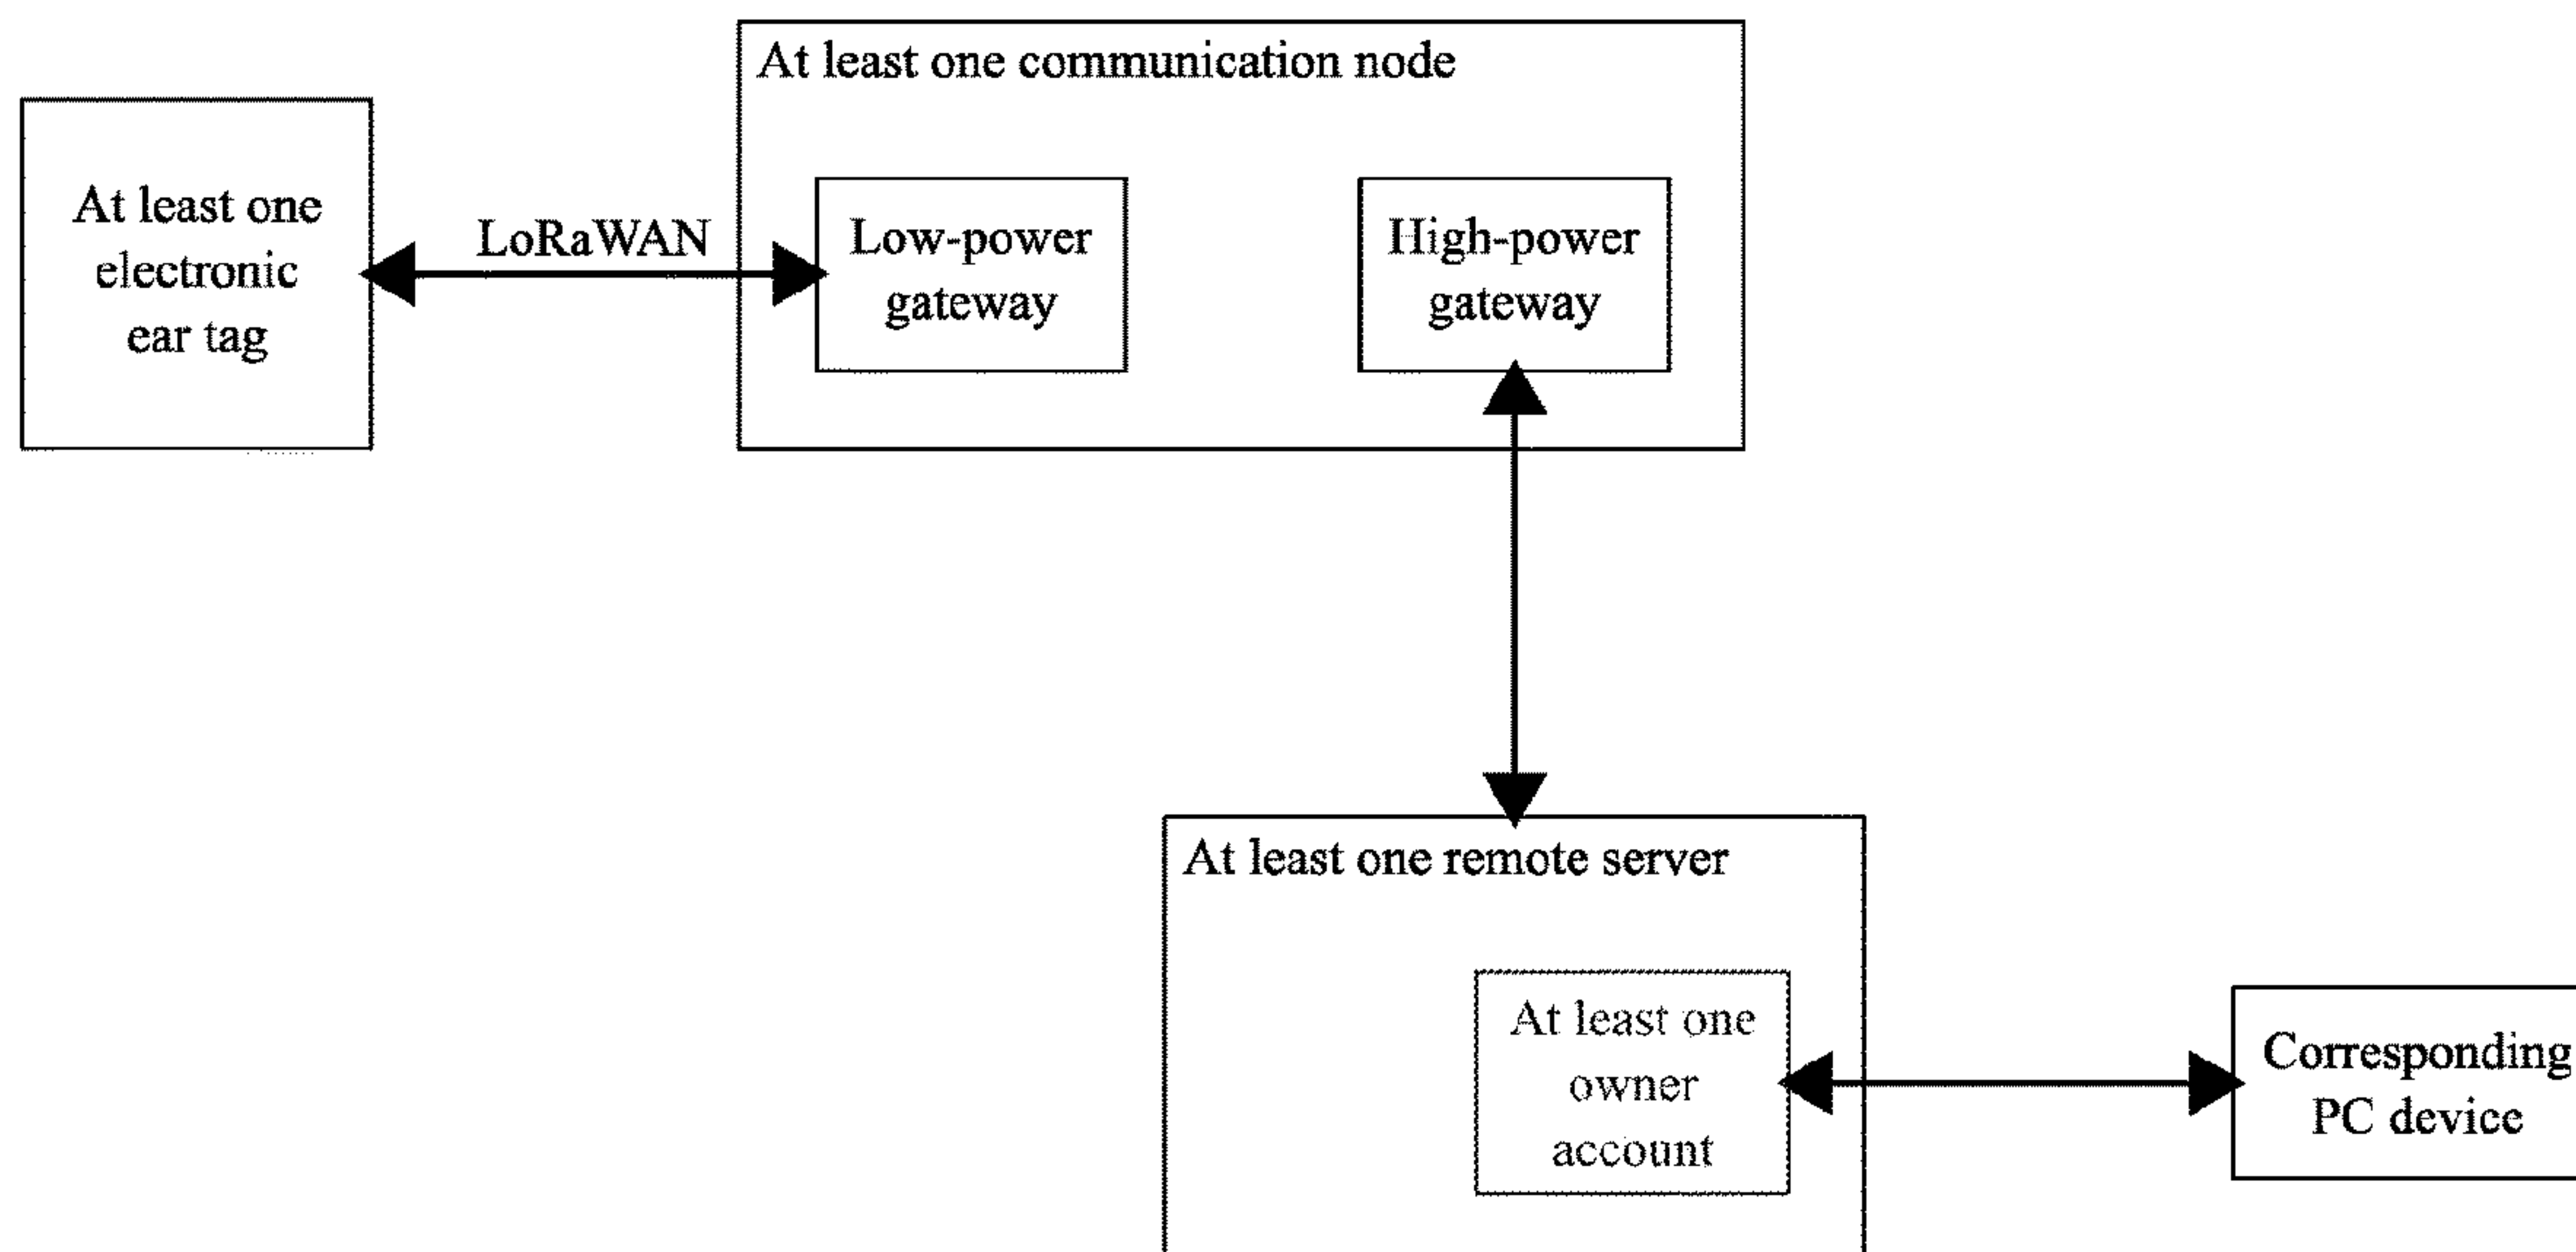 At least one communication node
At least one
electronic
ear tag
LoRaWAN
Low-power
gateway
High-power
gateway
At least one remote server
At least one
owner
account
Corresponding
PC device